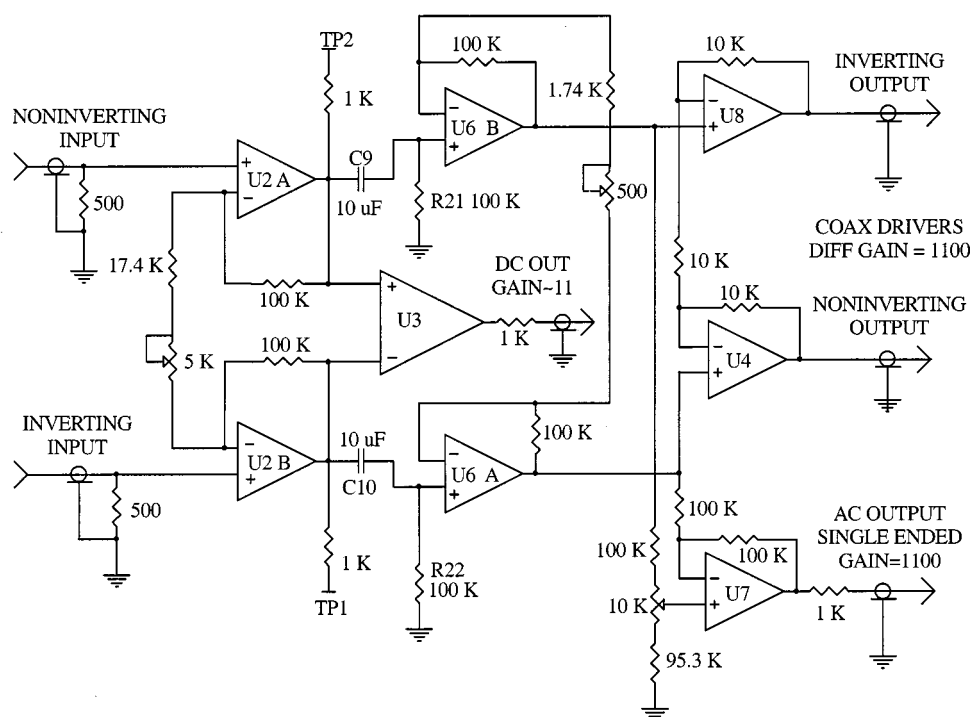 TP2
100 K
10 K
INVERTING
OUTPUT
1 K
1.74 K
NONINVERTING
INPUT
-
+
U6 B
-
+
U8
C9
+
-
U2 A
10 uF
500
R21 100 K
500
COAX DRIVERS
DIFF GAIN = 1100
17.4 K
10 K
DC OUT
GAIN~11
100 K
+
-
U3
10 K
NONINVERTING
OUTPUT
1 K
100 K
5 K
-
+
U4
INVERTING
INPUT
10 uF
100 K
-
+
U2 B
C10
-
+
U6 A
500
100 K
AC OUTPUT
SINGLE ENDED
GAIN=1100
1 K
100 K
100 K
R22
100 K
-
+
U7
TP1
10 K
1 K
95.3 K